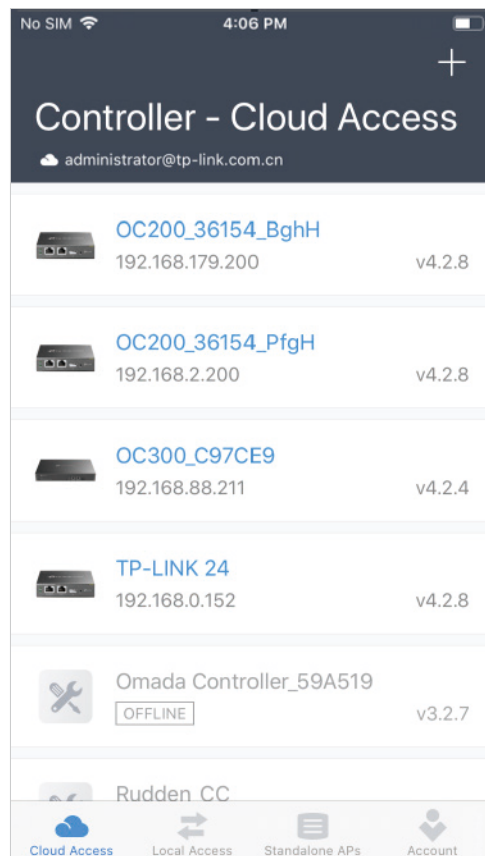 No SIM 4:06 PM
Controller - Cloud Access
administrator@tp-link.com.cn
OC200_36154_BghH
192.168.179.200 v4.2.8
OC200_36154_PfgH
192.168.2.200 v4.2.8
OC300_C97CE9
192.168.88.211 v4.2.4
TP-LINK 24
192.168.0.152 v4.2.8
Omada Controller_59A519
OFFLINE v3.2.7
Rudden_CC
Cloud Access Local Access Standalone APs Account